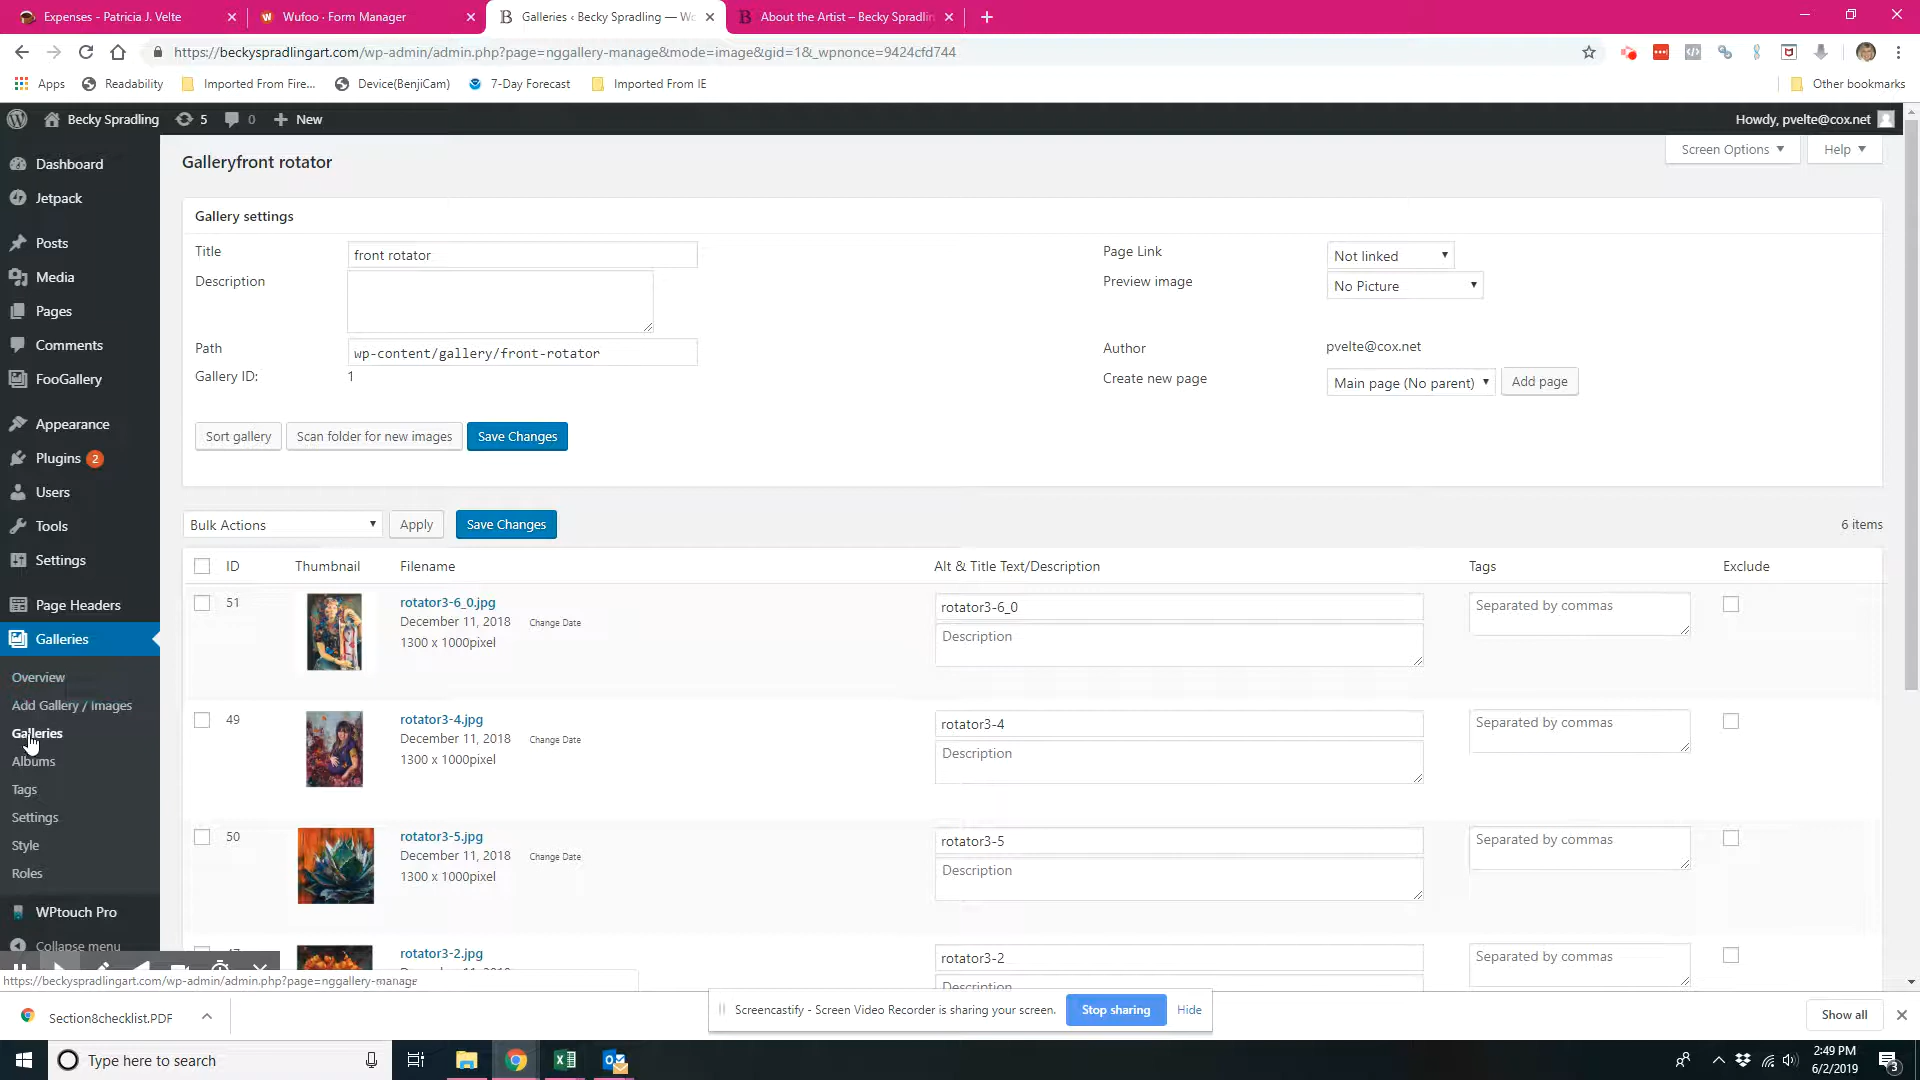 Expenses - Patricia J. Velte
Wufoo · Form Manager
Galleries ‹ Becky Spradling — Wo
About the Artist – Becky Spradlin
https://beckyspradlingart.com/wp-admin/admin.php?page=nggallery-manage&mode=image&gid=1&_wpnonce=9424cfd744
Apps
Readability
Imported From Fire...
Device(BenjiCam)
7-Day Forecast
Imported From IE
Other bookmarks
Becky Spradling
5
0
New
Howdy, pvelte@cox.net
Dashboard
Jetpack
Posts
Media
Pages
Comments
FooGallery
Appearance
Plugins 2
Users
Tools
Settings
Page Headers
Galleries
Overview
Add Gallery / Images
Galleries
Albums
Tags
Settings
Style
Roles
WPtouch Pro
Collapse menu
Galleryfront rotator
Screen Options
Help
Gallery settings
Title
front rotator
Description
Path
wp-content/gallery/front-rotator
Gallery ID:
1
Page Link
Not linked
Preview image
No Picture
Author
pvelte@cox.net
Create new page
Main page (No parent)
Add page
Sort gallery
Scan folder for new images
Save Changes
Bulk Actions
Apply
Save Changes
6 items
ID
Thumbnail
Filename
Alt & Title Text/Description
Tags
Exclude
51
rotator3-6_0.jpg
December 11, 2018
Change Date
1300 x 1000pixel
rotator3-6_0
Description
Separated by commas
49
rotator3-4.jpg
December 11, 2018
Change Date
1300 x 1000pixel
rotator3-4
Description
Separated by commas
50
rotator3-5.jpg
December 11, 2018
Change Date
1300 x 1000pixel
rotator3-5
Description
Separated by commas
rotator3-2.jpg
rotator3-2
Description
Separated by commas
https://beckyspradlingart.com/wp-admin/admin.php?page=nggallery-manage
Section8checklist.PDF
Screencastify - Screen Video Recorder is sharing your screen.
Stop sharing
Hide
Show all
Type here to search
2:49 PM
6/2/2019
3